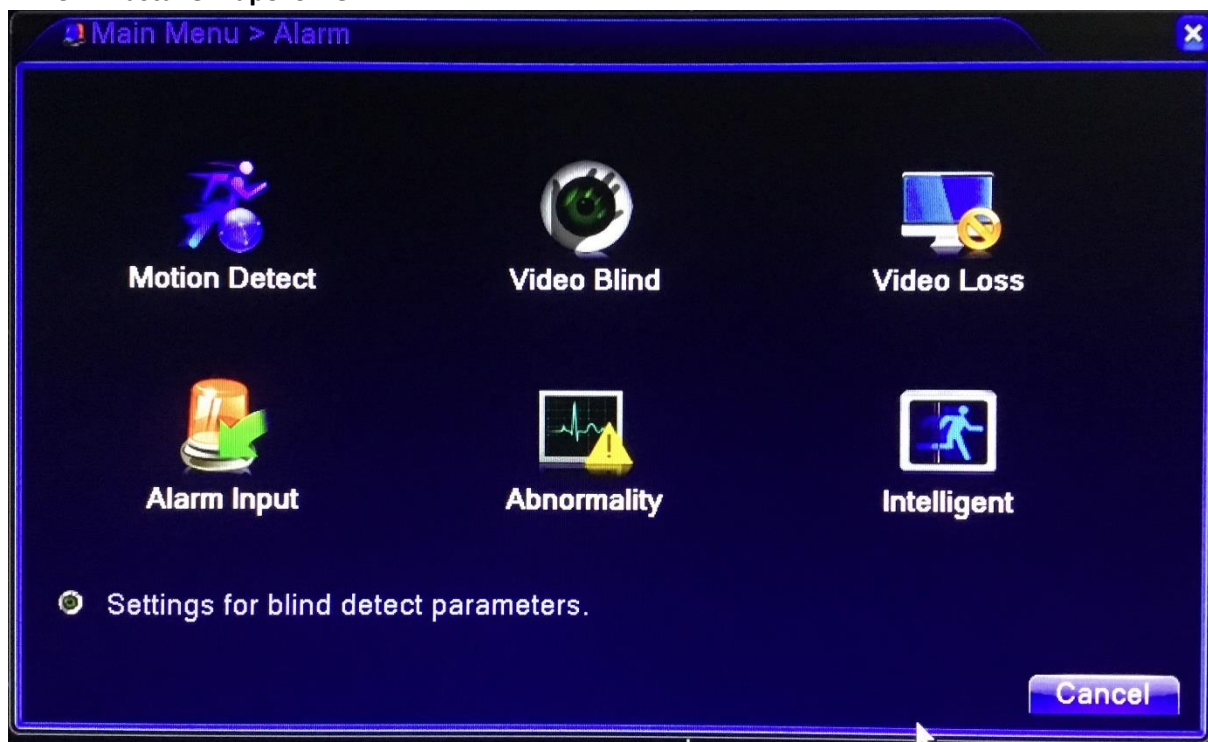 Main Menu > Alarm
Motion Detect
Video Blind
Video Loss
Alarm Input
Abnormality
Intelligent
Settings for blind detect parameters.
Cancel